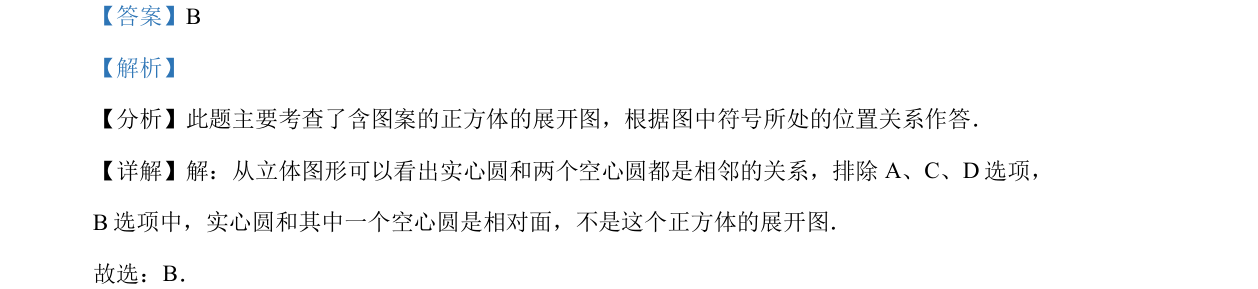 【答案】B
【解析】
【分析】此题主要考查了含图案的正方体的展开图，根据图中符号所处的位置关系作答．
【详解】解：从立体图形可以看出实心圆和两个空心圆都是相邻的关系，排除 A、C、D 选项，
B 选项中，实心圆和其中一个空心圆是相对面，不是这个正方体的展开图．
故选：B．